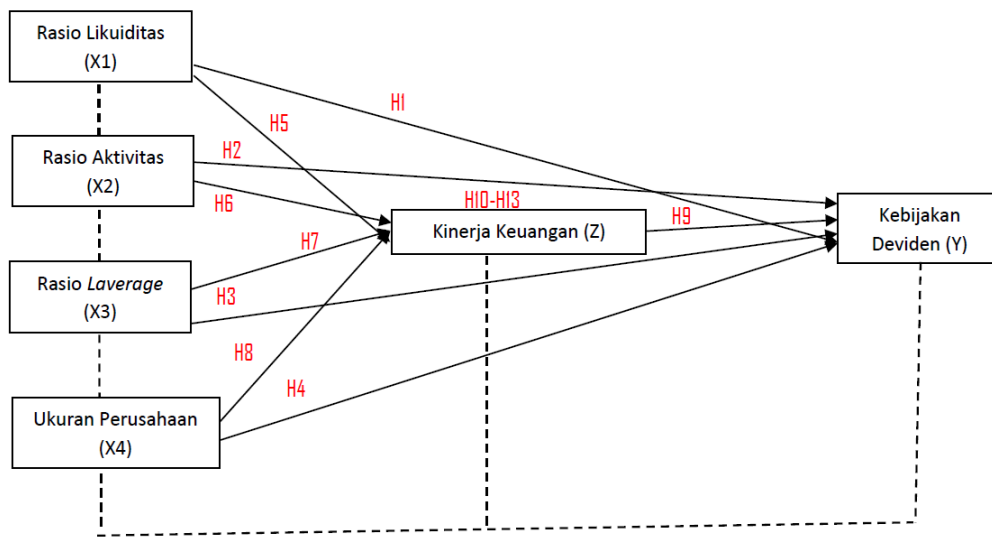 Rasio Likuiditas
(X1)
H1
H5
Rasio Aktivitas
(X2)
H2
H6
H10-H13
H9
Kinerja Keuangan (Z)
Kebijakan
Deviden (Y)
H7
Rasio Laverage
(X3)
H3
H8
H4
Ukuran Perusahaan
(X4)